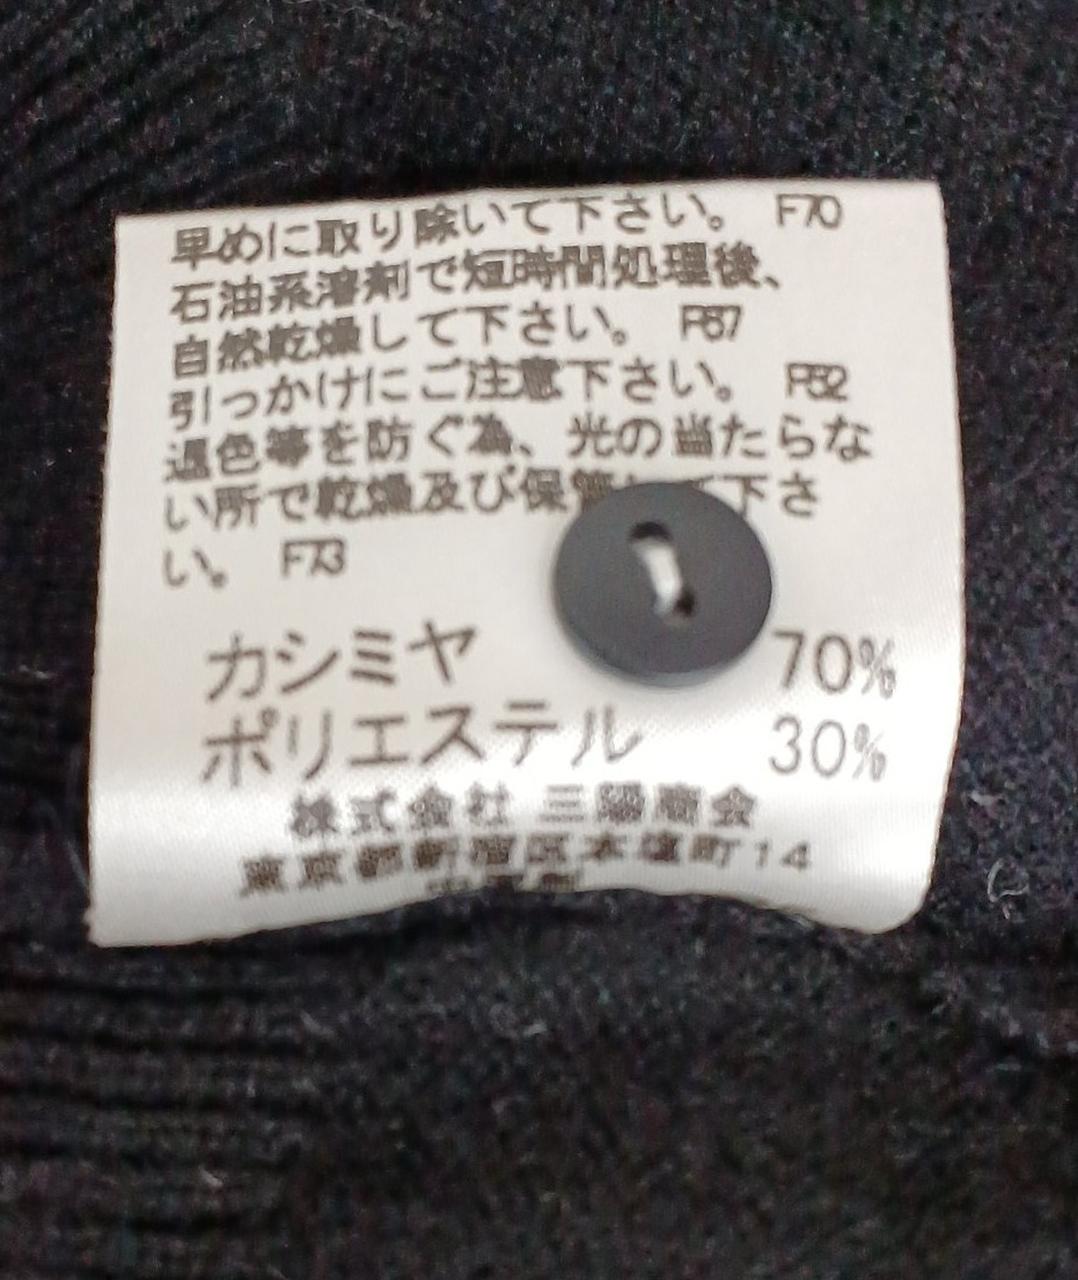 早めに取り除いて下さい。 F70
石油系溶剤で短時間処理後、
自然乾燥して下さい。 F67
引っかけにご注意下さい。 F52
退色等を防ぐ為、光の当たらな
い所で乾燥及び保管して下さ
い。 F73
カシミヤ 70%
ポリエステル 30%
株式会社 三陽商会
東京都新宿区本塩町14